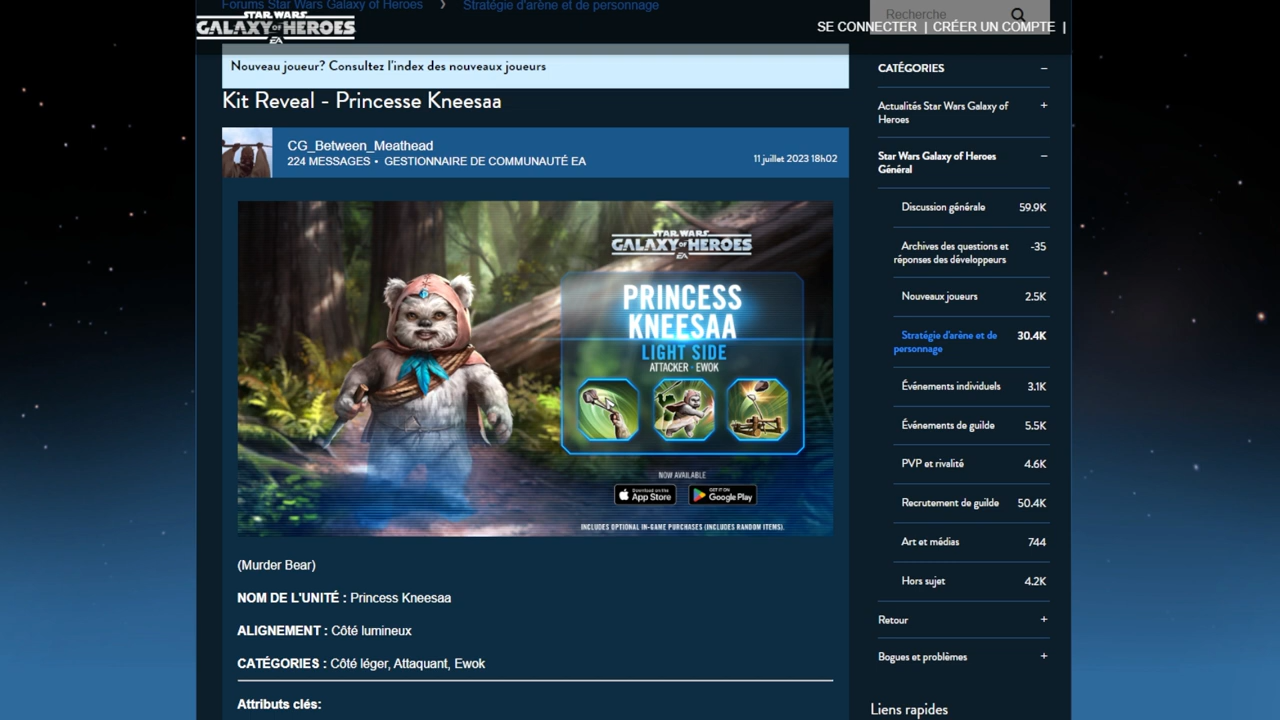 Forums Star Wars Galaxy of Heroes › Stratégie d'arène et de personnage
STAR WARS
GALAXY OF HEROES
EA
Recherche
SE CONNECTER | CRÉER UN COMPTE |
Nouveau joueur? Consultez l'index des nouveaux joueurs
Kit Reveal - Princesse Kneesaa
CG_Between_Meathead
224 MESSAGES • GESTIONNAIRE DE COMMUNAUTÉ EA
11 juillet 2023 18h02
STAR WARS
GALAXY OF HEROES
EA
PRINCESS
KNEESAA
LIGHT SIDE
ATTACKER · EWOK
NOW AVAILABLE
Download on the
App Store
GET IT ON
Google Play
INCLUDES OPTIONAL IN-GAME PURCHASES (INCLUDES RANDOM ITEMS).
(Murder Bear)
NOM DE L'UNITÉ : Princess Kneesaa
ALIGNEMENT : Côté lumineux
CATÉGORIES : Côté léger, Attaquant, Ewok
Attributs clés:
CATÉGORIES −
Actualités Star Wars Galaxy of +
Heroes
Star Wars Galaxy of Heroes −
Général
Discussion générale 59.9K
Archives des questions et -35
réponses des développeurs
Nouveaux joueurs 2.5K
Stratégie d'arène et de 30.4K
personnage
Événements individuels 3.1K
Événements de guilde 5.5K
PVP et rivalité 4.6K
Recrutement de guilde 50.4K
Art et médias 744
Hors sujet 4.2K
Retour +
Bogues et problèmes +
Liens rapides